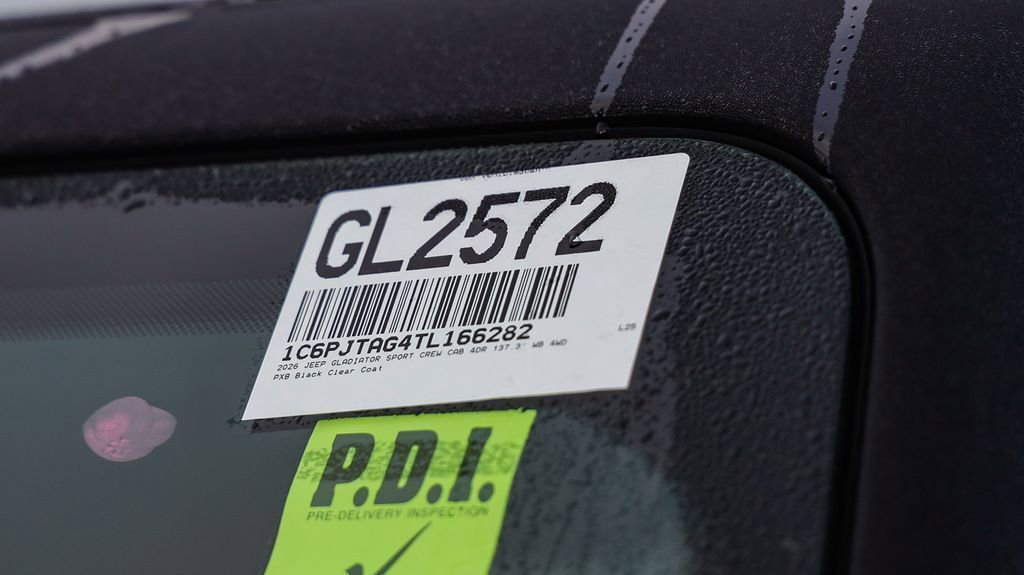 GL2572
1C6PJTAG4TL166282
2026 JEEP GLADIATOR SPORT CREW CAB 4DR 137.3" WB 4WD
PX8 Black Clear Coat
L25
P.D.I.
PRE-DELIVERY INSPECTION